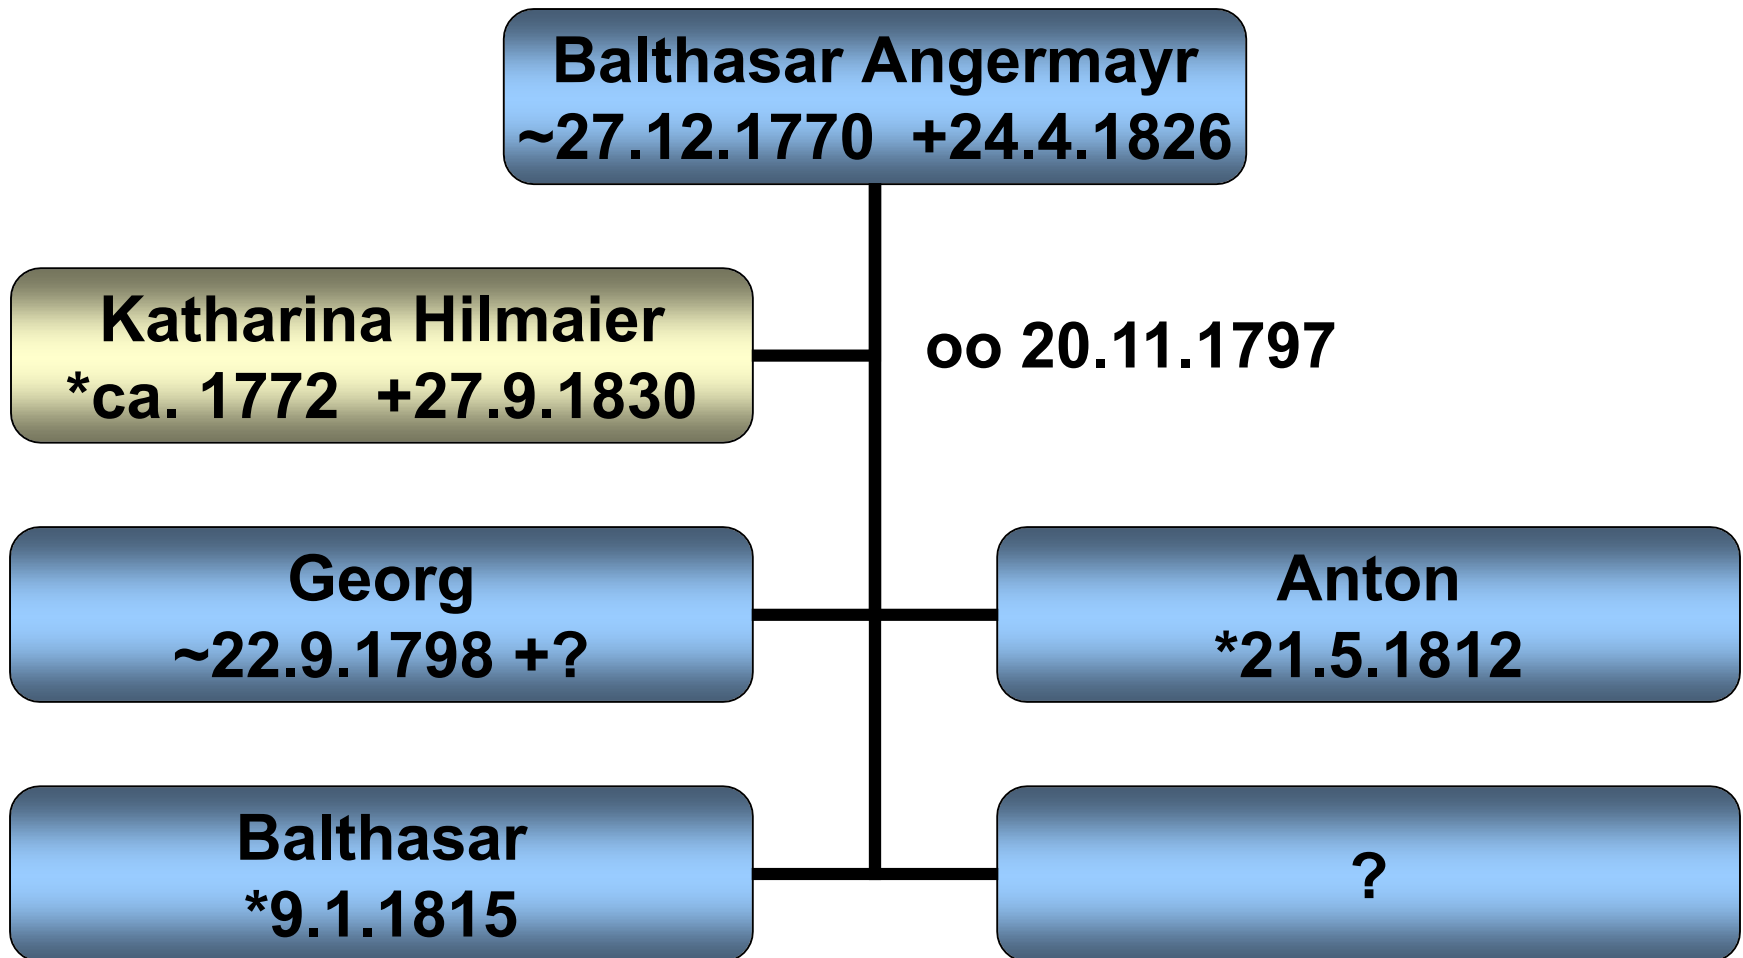 Balthasar Angermayr
~27.12.1770 +24.4.1826
Katharina Hilmaier
*ca. 1772 +27.9.1830
oo 20.11.1797
Georg
~22.9.1798 +?
Anton
*21.5.1812
Balthasar
*9.1.1815
?